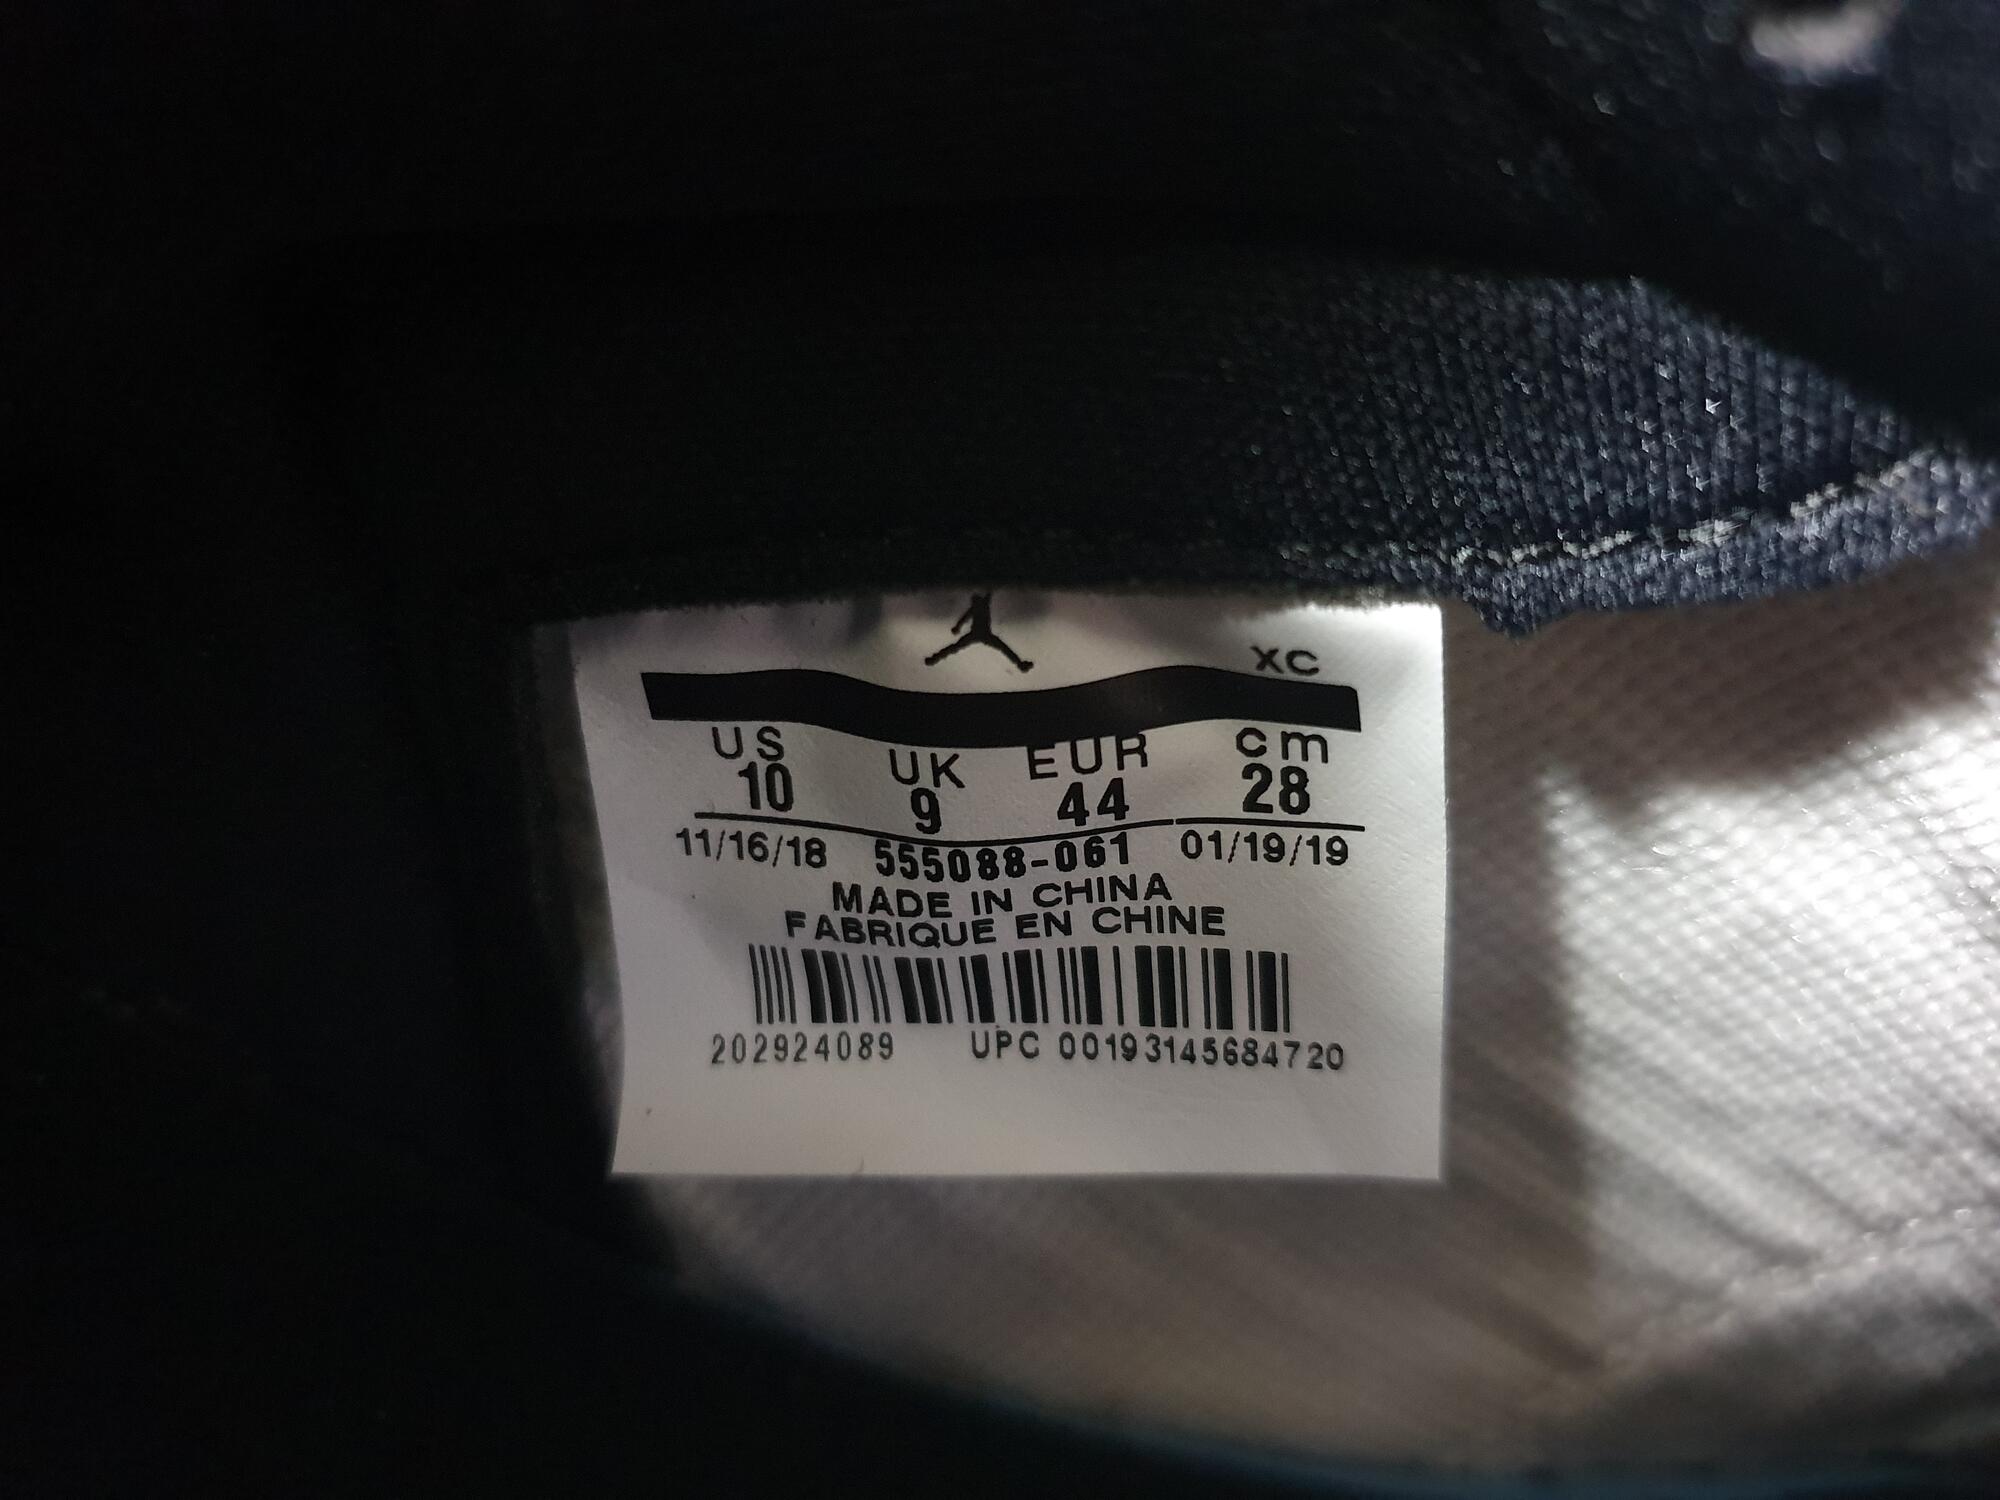 XC
US UK EUR cm
10 9 44 28
11/16/18 555088-061 01/19/19
MADE IN CHINA
FABRIQUE EN CHINE
202924089 UPC 00193145684720